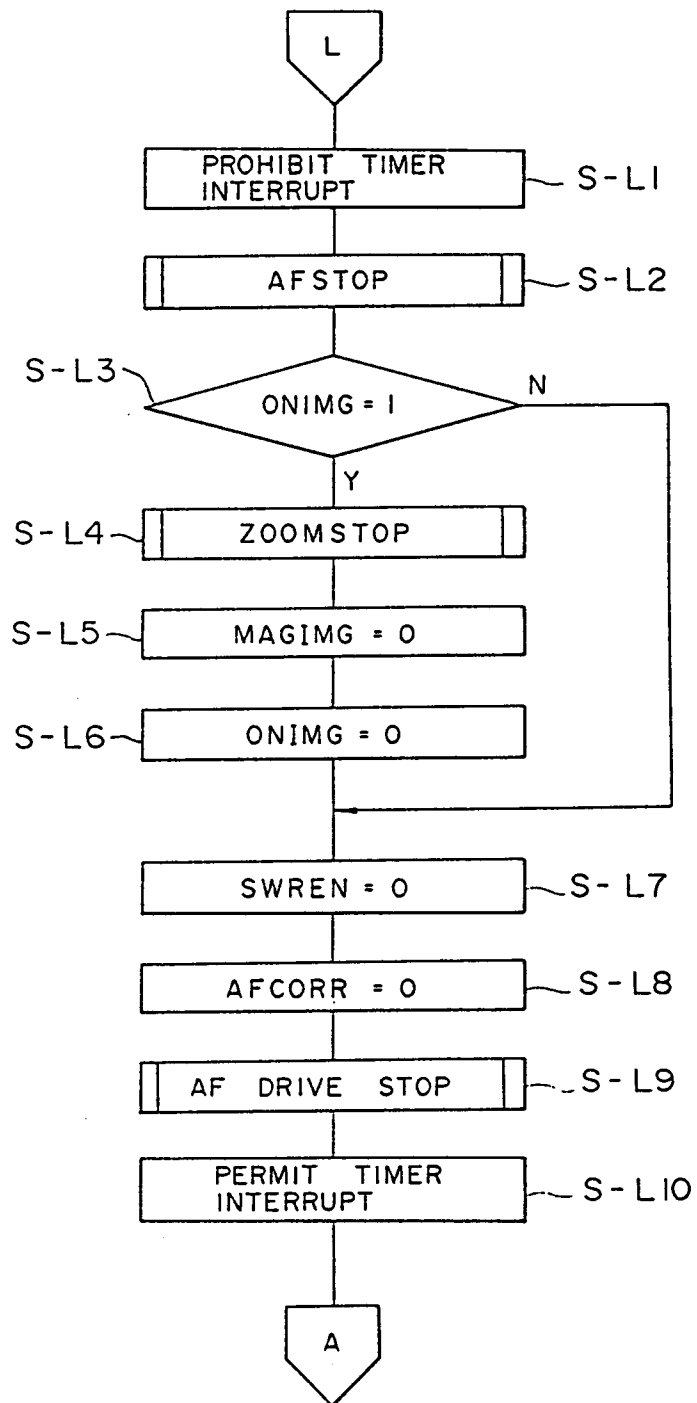 L
PROHIBIT TIMER
INTERRUPT
S-L1
AFSTOP
S-L2
S-L3
ONIMG = 1
N
Y
S-L4
ZOOMSTOP
S-L5
MAGIMG = 0
S-L6
ONIMG = 0
SWREN = 0
S-L7
AFCORR = 0
S-L8
AF DRIVE STOP
S-L9
PERMIT TIMER
INTERRUPT
S-L10
A